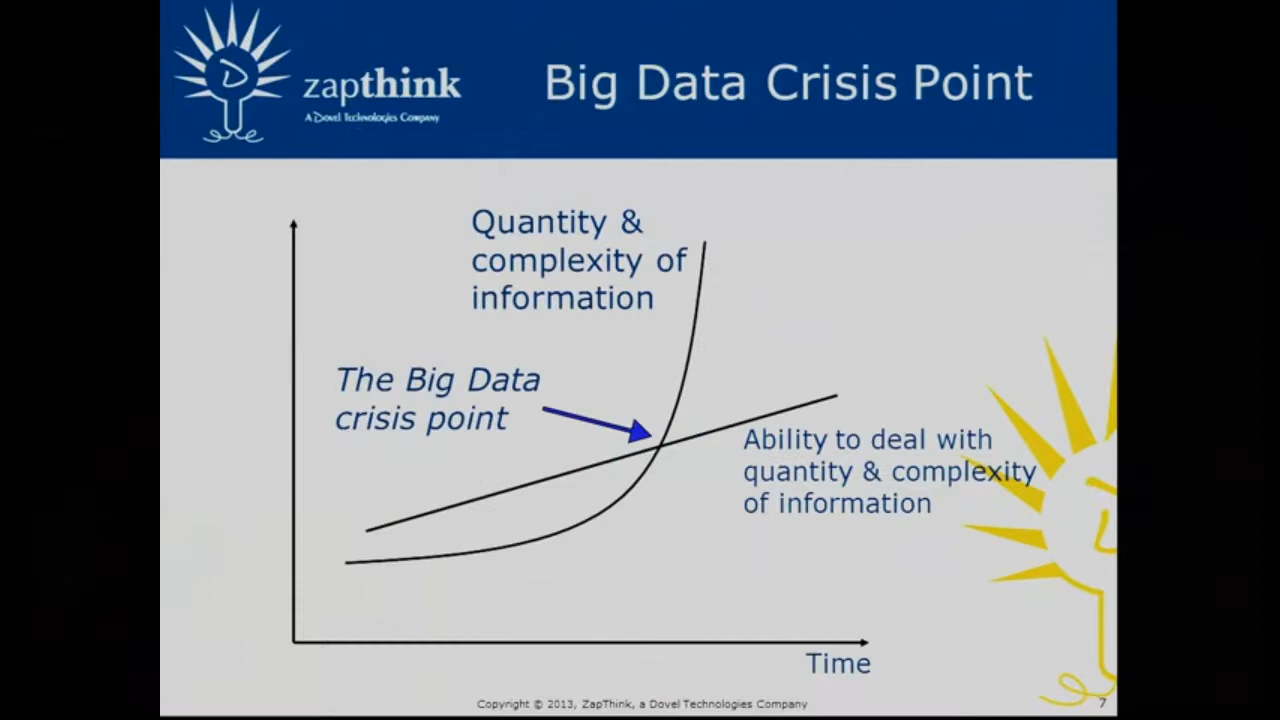 zapthink
A Dovel Technologies Company
Big Data Crisis Point
Quantity &
complexity of
information
The Big Data
crisis point
Ability to deal with
quantity & complexity
of information
Time
Copyright © 2013, ZapThink, a Dovel Technologies Company
7